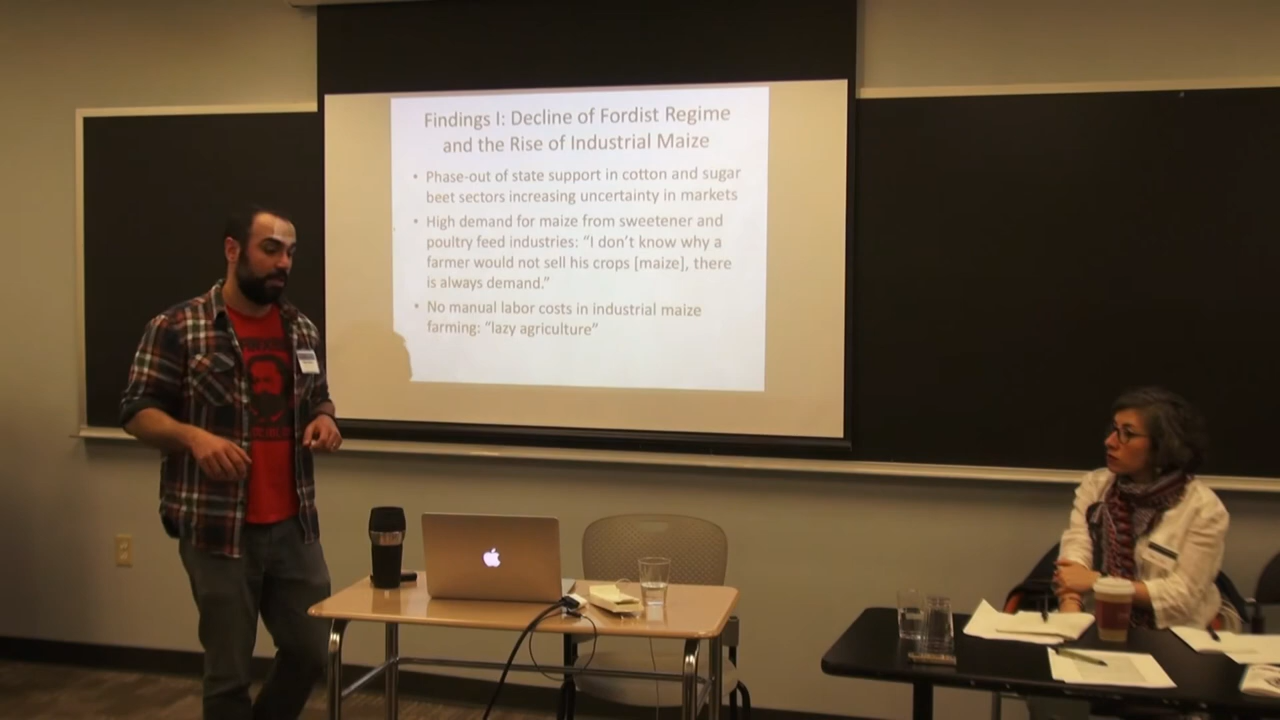 Findings I: Decline of Fordist Regime
and the Rise of Industrial Maize
• Phase-out of state support in cotton and sugar
beet sectors increasing uncertainty in markets
• High demand for maize from sweetener and
poultry feed industries: “I don’t know why a
farmer would not sell his crops [maize], there
is always demand.”
• No manual labor costs in industrial maize
farming: “lazy agriculture”